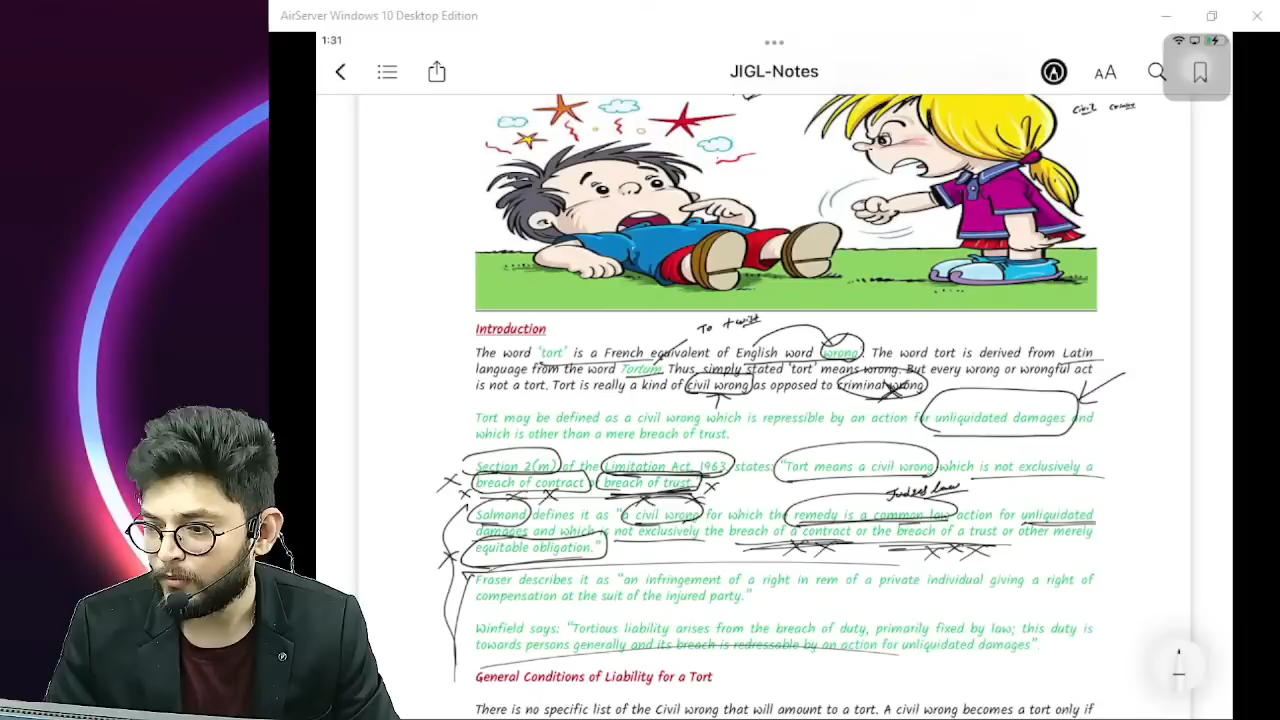 AirServer Windows 10 Desktop Edition
1:31
JIGL-Notes
AA
civil crime
Introduction
To twist
The word 'tort' is a French equivalent of English word 'wrong'. The word tort is derived from Latin
language from the word 'Tortum'. Thus, simply stated 'tort' means wrong. But every wrong or wrongful act
is not a tort. Tort is really a kind of civil wrong as opposed to criminal wrong.
Tort may be defined as a civil wrong which is repressible by an action for unliquidated damages and
which is other than a mere breach of trust.
Section 2(m) of the Limitation Act, 1963, states: "Tort means a civil wrong which is not exclusively a
breach of contract or breach of trust."
Judges law
Salmond defines it as "a civil wrong for which the remedy is a common law action for unliquidated
damages and which is not exclusively the breach of a contract or the breach of a trust or other merely
equitable obligation."
Fraser describes it as "an infringement of a right in rem of a private individual giving a right of
compensation at the suit of the injured party."
Winfield says: "Tortious liability arises from the breach of duty, primarily fixed by law; this duty is
towards persons generally and its breach is redressable by an action for unliquidated damages".
General Conditions of Liability for a Tort
There is no specific list of the Civil wrong that will amount to a tort. A civil wrong becomes a tort only if